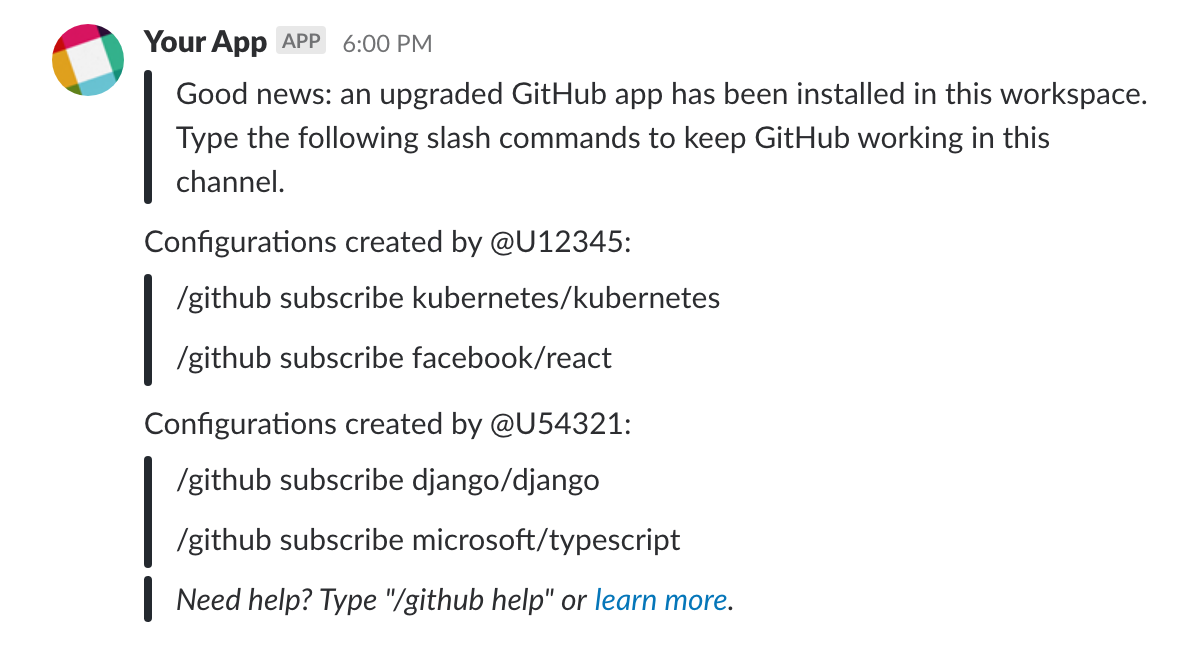 Your App APP 6:00 PM
Good news: an upgraded GitHub app has been installed in this workspace.
Type the following slash commands to keep GitHub working in this
channel.
Configurations created by @U12345:
/github subscribe kubernetes/kubernetes
/github subscribe facebook/react
Configurations created by @U54321:
/github subscribe django/django
/github subscribe microsoft/typescript
Need help? Type "/github help" or learn more.